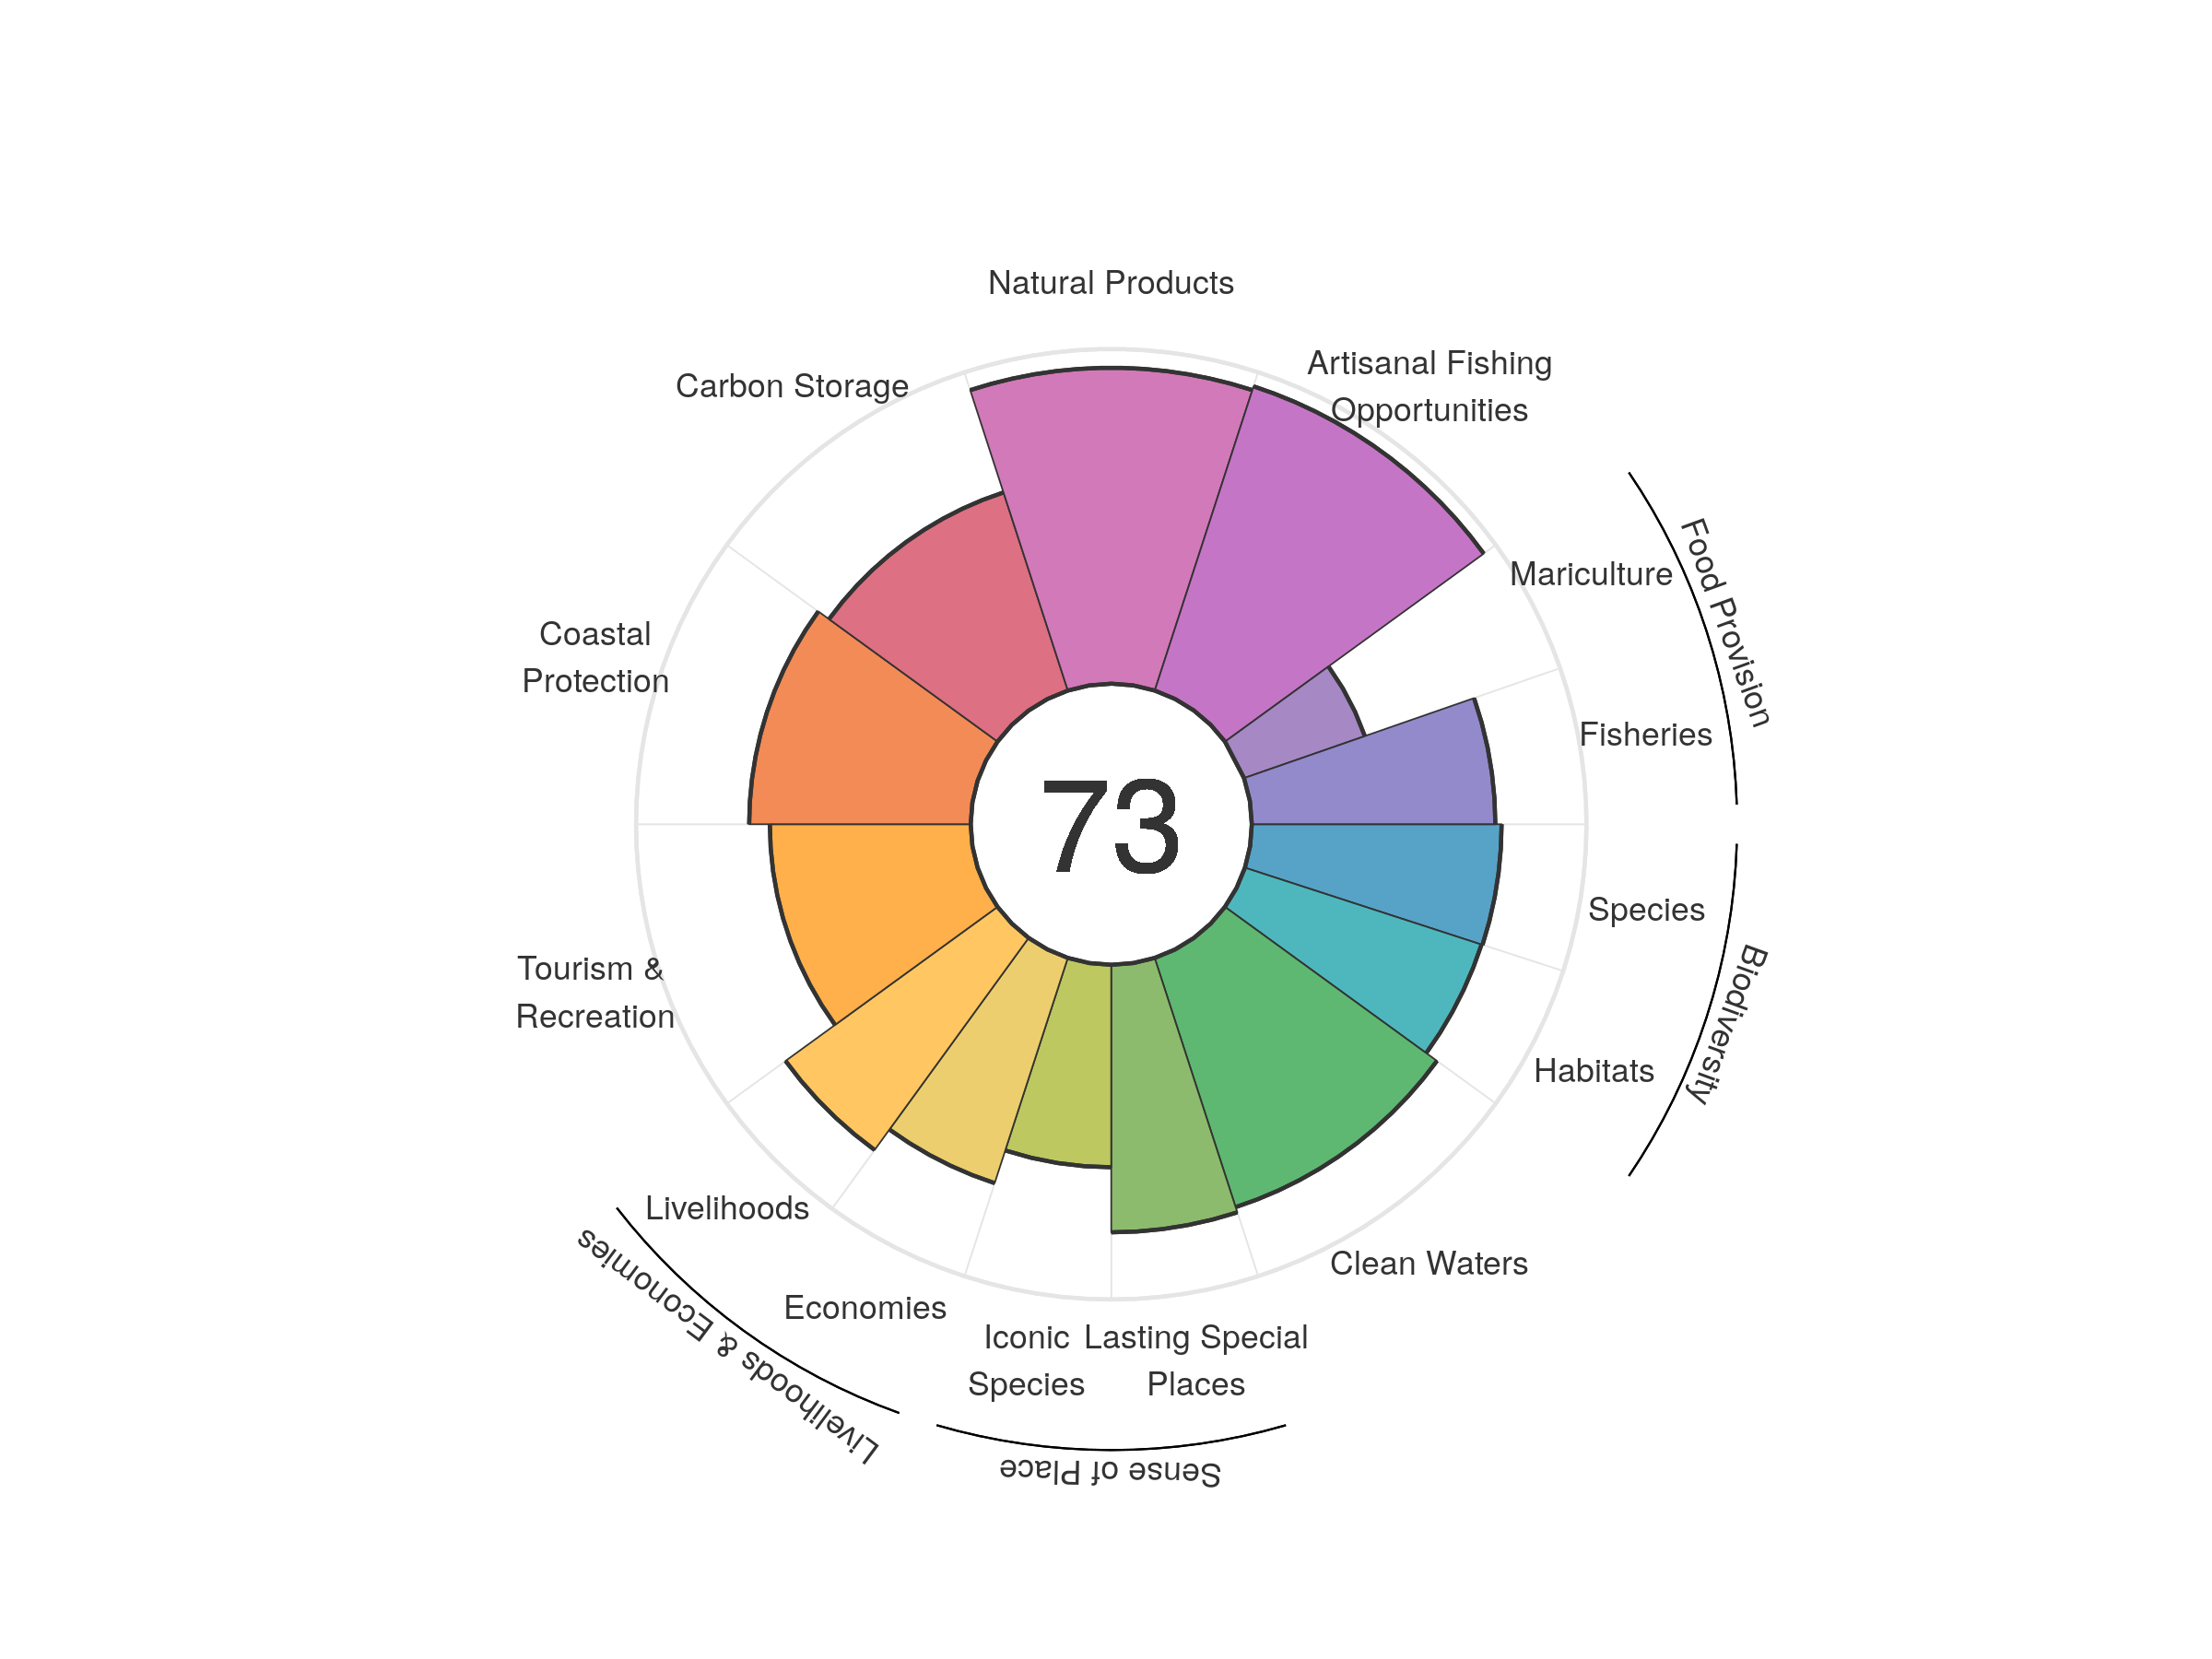 Natural Products
Artisanal Fishing
Opportunities
Carbon Storage
Mariculture
Food Provision
Coastal
Protection
Fisheries
73
Species
Biodiversity
Tourism &
Recreation
Habitats
Livelihoods
Clean Waters
Livelihoods & Economies
Economies
Iconic
Species
Lasting Special
Places
Sense of Place